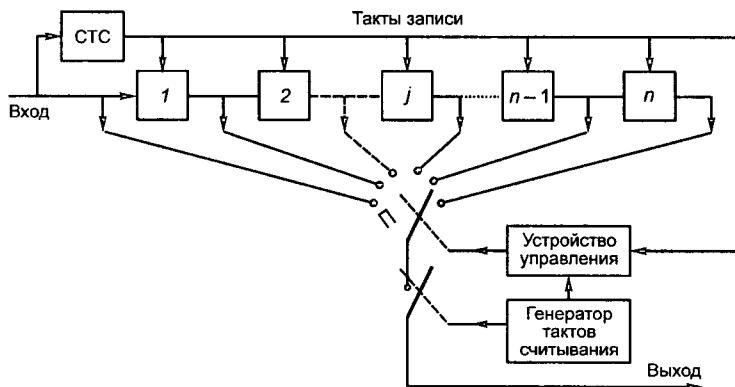 Такты записи
СТС
1
2
j
n – 1
n
Вход
П
Устройство
управления
Генератор
тактов
считывания
Выход